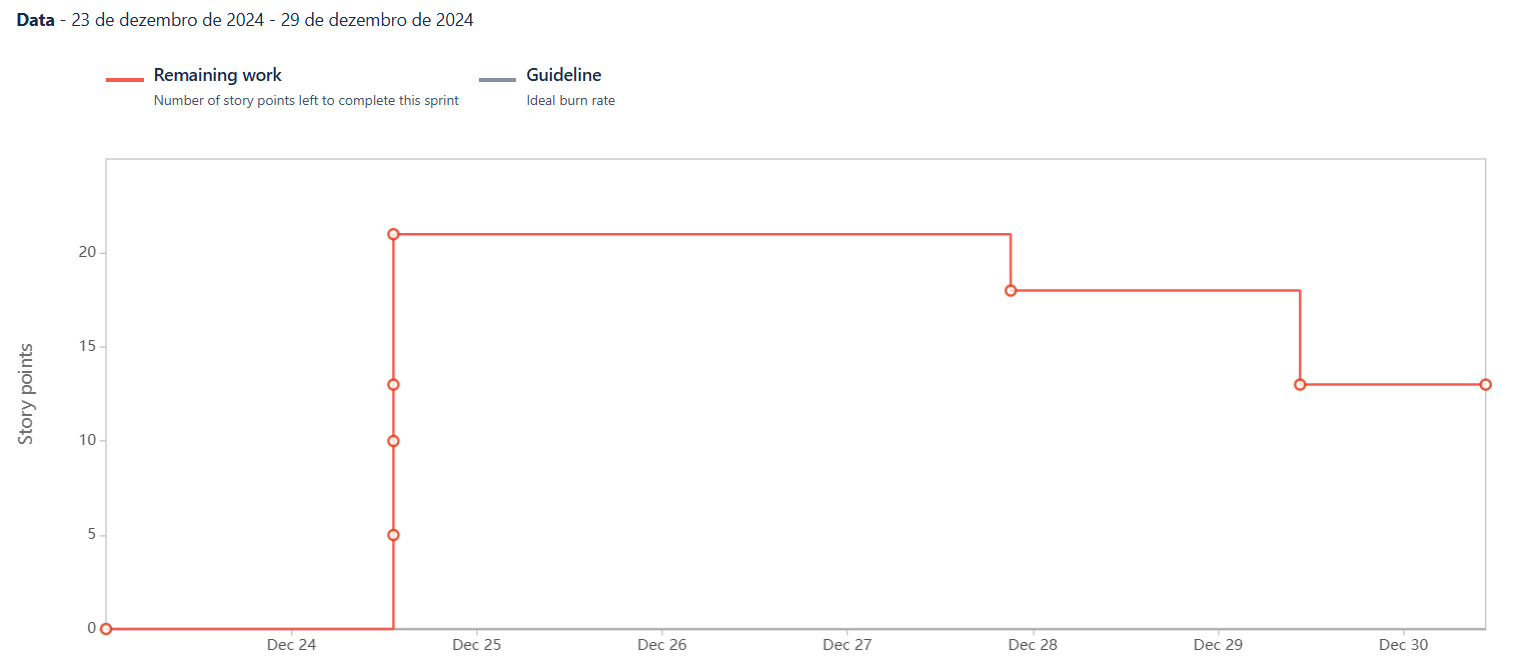 Data - 23 de dezembro de 2024 - 29 de dezembro de 2024
Remaining work
Number of story points left to complete this sprint
Guideline
Ideal burn rate
Story points
20
15
10
5
0
Dec 24
Dec 25
Dec 26
Dec 27
Dec 28
Dec 29
Dec 30